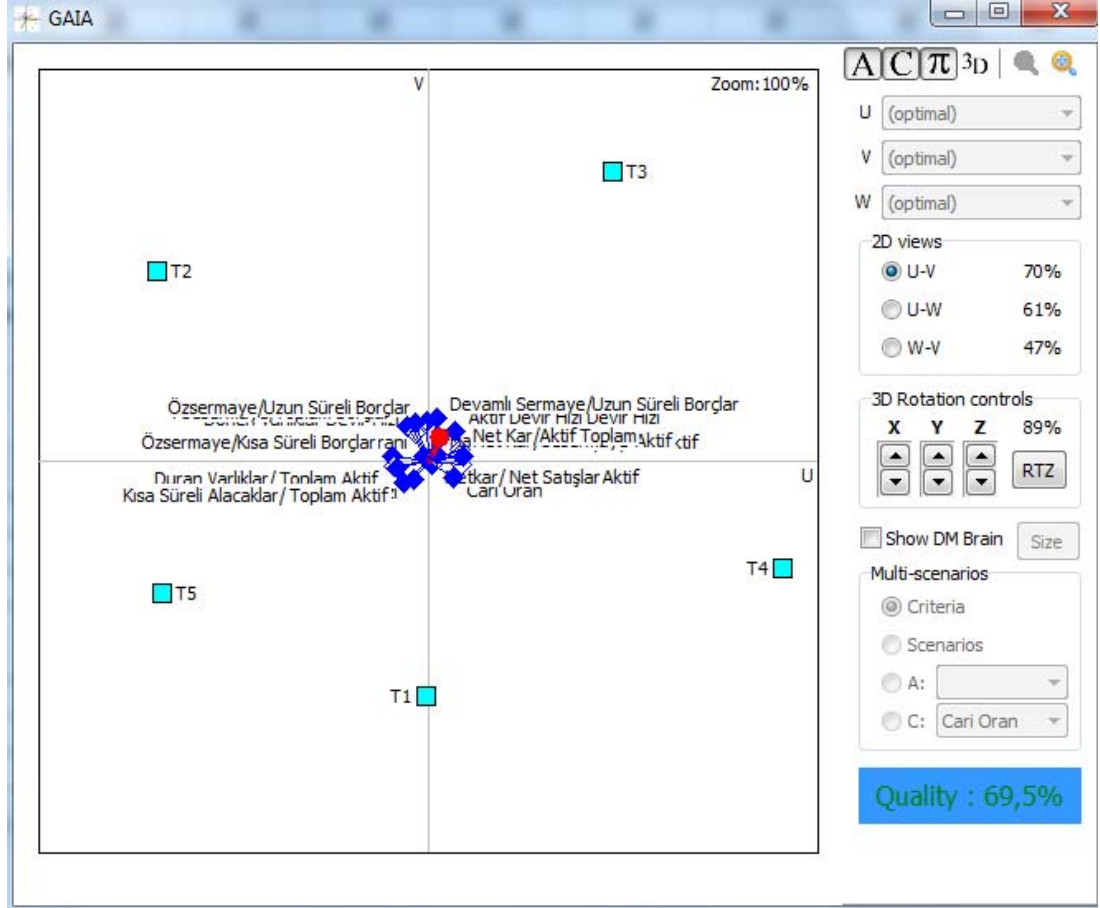 GAIA
V
Zoom:100%
T3
T2
Özsermaye/Uzun Süreli Borçlar
Devamlı Sermaye/Uzun Süreli Borçlar
Aktif Devir Hızı Devir Hızı
Özsermaye/Kısa Süreli Borçlar
Net Kar/Aktif Toplam
Duran Varlıklar/ Toplam Aktif
Net Satışlar Aktif
U
Kısa Süreli Alacaklar/ Toplam Aktif
Cari Oran
T4
T5
T1
A C π 3D
U (optimal)
V (optimal)
W (optimal)
2D views
U-V 70%
U-W 61%
W-V 47%
3D Rotation controls
X Y Z 89%
RTZ
Show DM Brain Size
Multi-scenarios
Criteria
Scenarios
A:
C: Cari Oran
Quality : 69,5%